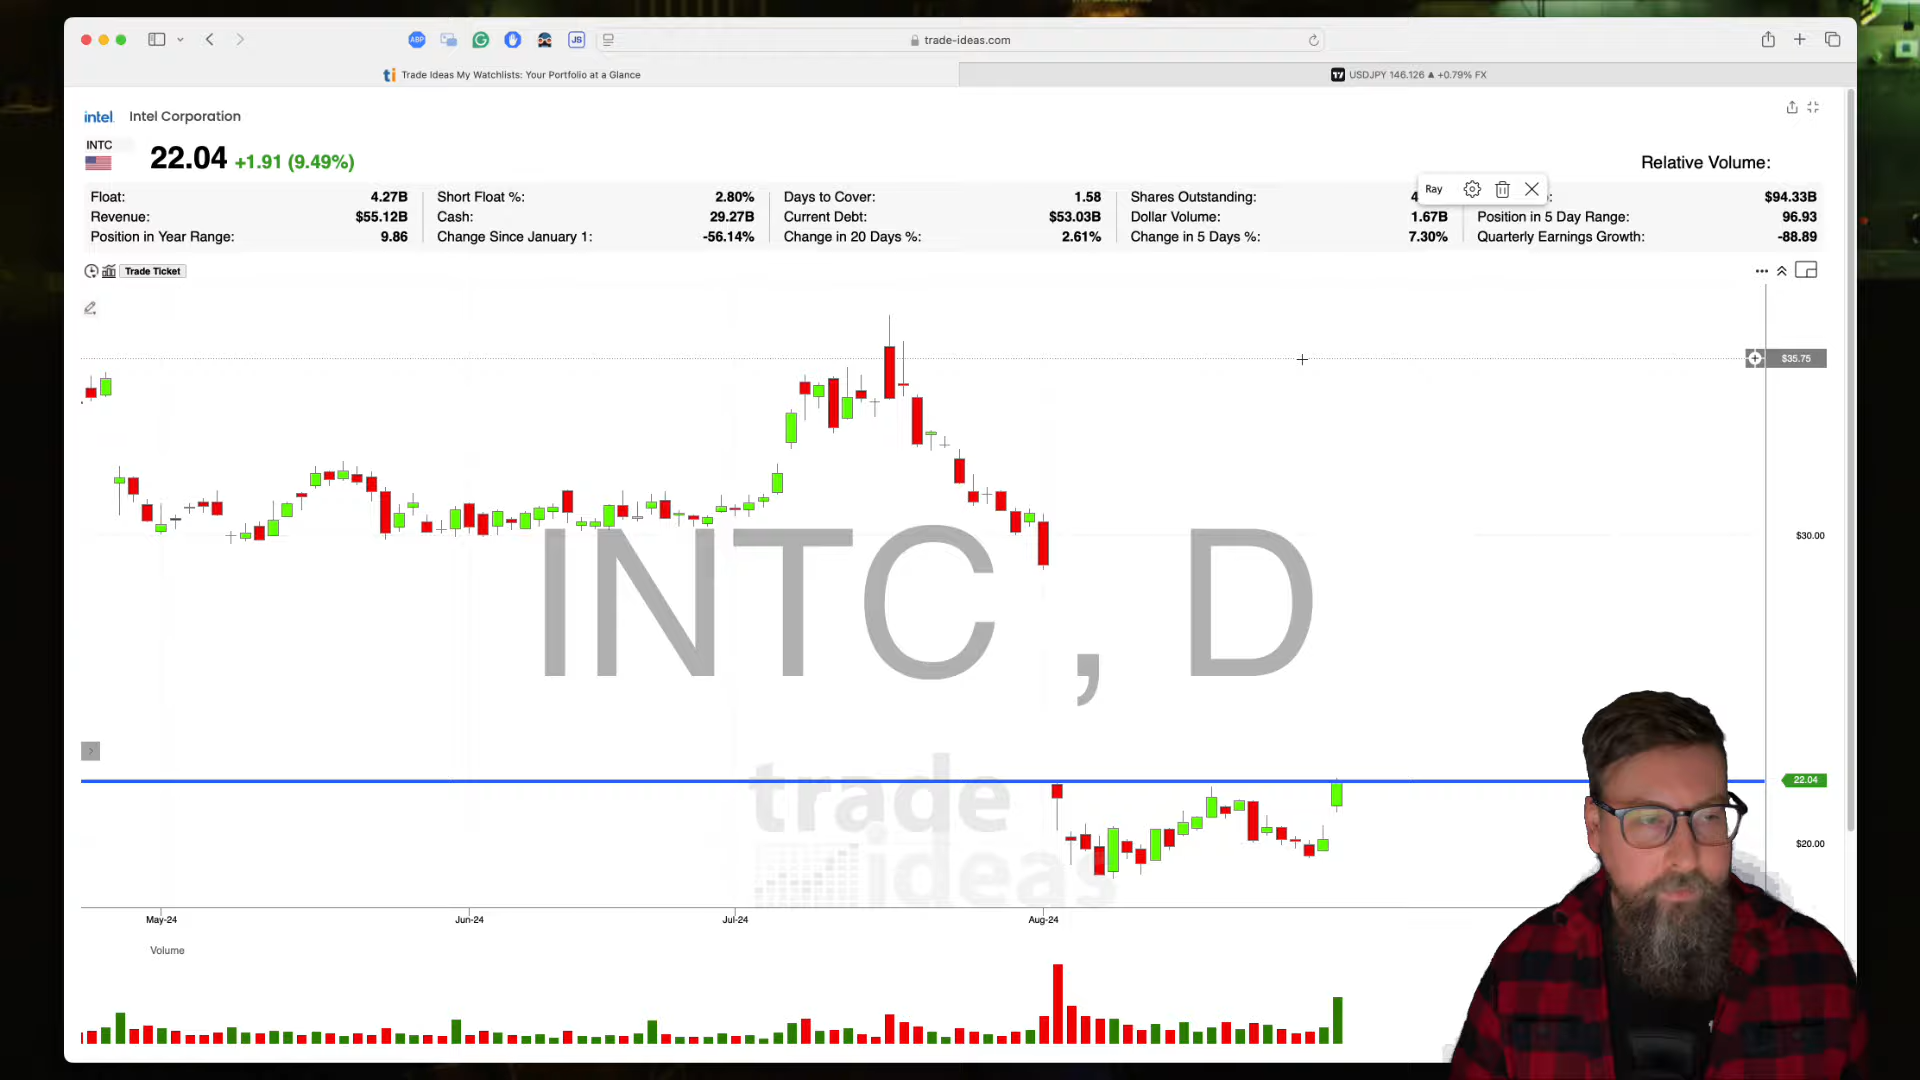 ABP
JS
trade-ideas.com
ti Trade Ideas My Watchlists: Your Portfolio at a Glance
USDJPY 146.126 ▲ +0.79% FX
intel. Intel Corporation
INTC
22.04 +1.91 (9.49%)
Relative Volume:
Ray
Float: 4.27B Short Float %: 2.80% Days to Cover: 1.58 Shares Outstanding: 4 : $94.33B
Revenue: $55.12B Cash: 29.27B Current Debt: $53.03B Dollar Volume: 1.67B Position in 5 Day Range: 96.93
Position in Year Range: 9.86 Change Since January 1: -56.14% Change in 20 Days %: 2.61% Change in 5 Days %: 7.30% Quarterly Earnings Growth: -88.89
Trade Ticket
$35.75
$30.00
INTC , D
22.04
trade
ideas
$20.00
May-24 Jun-24 Jul-24 Aug-24
Volume